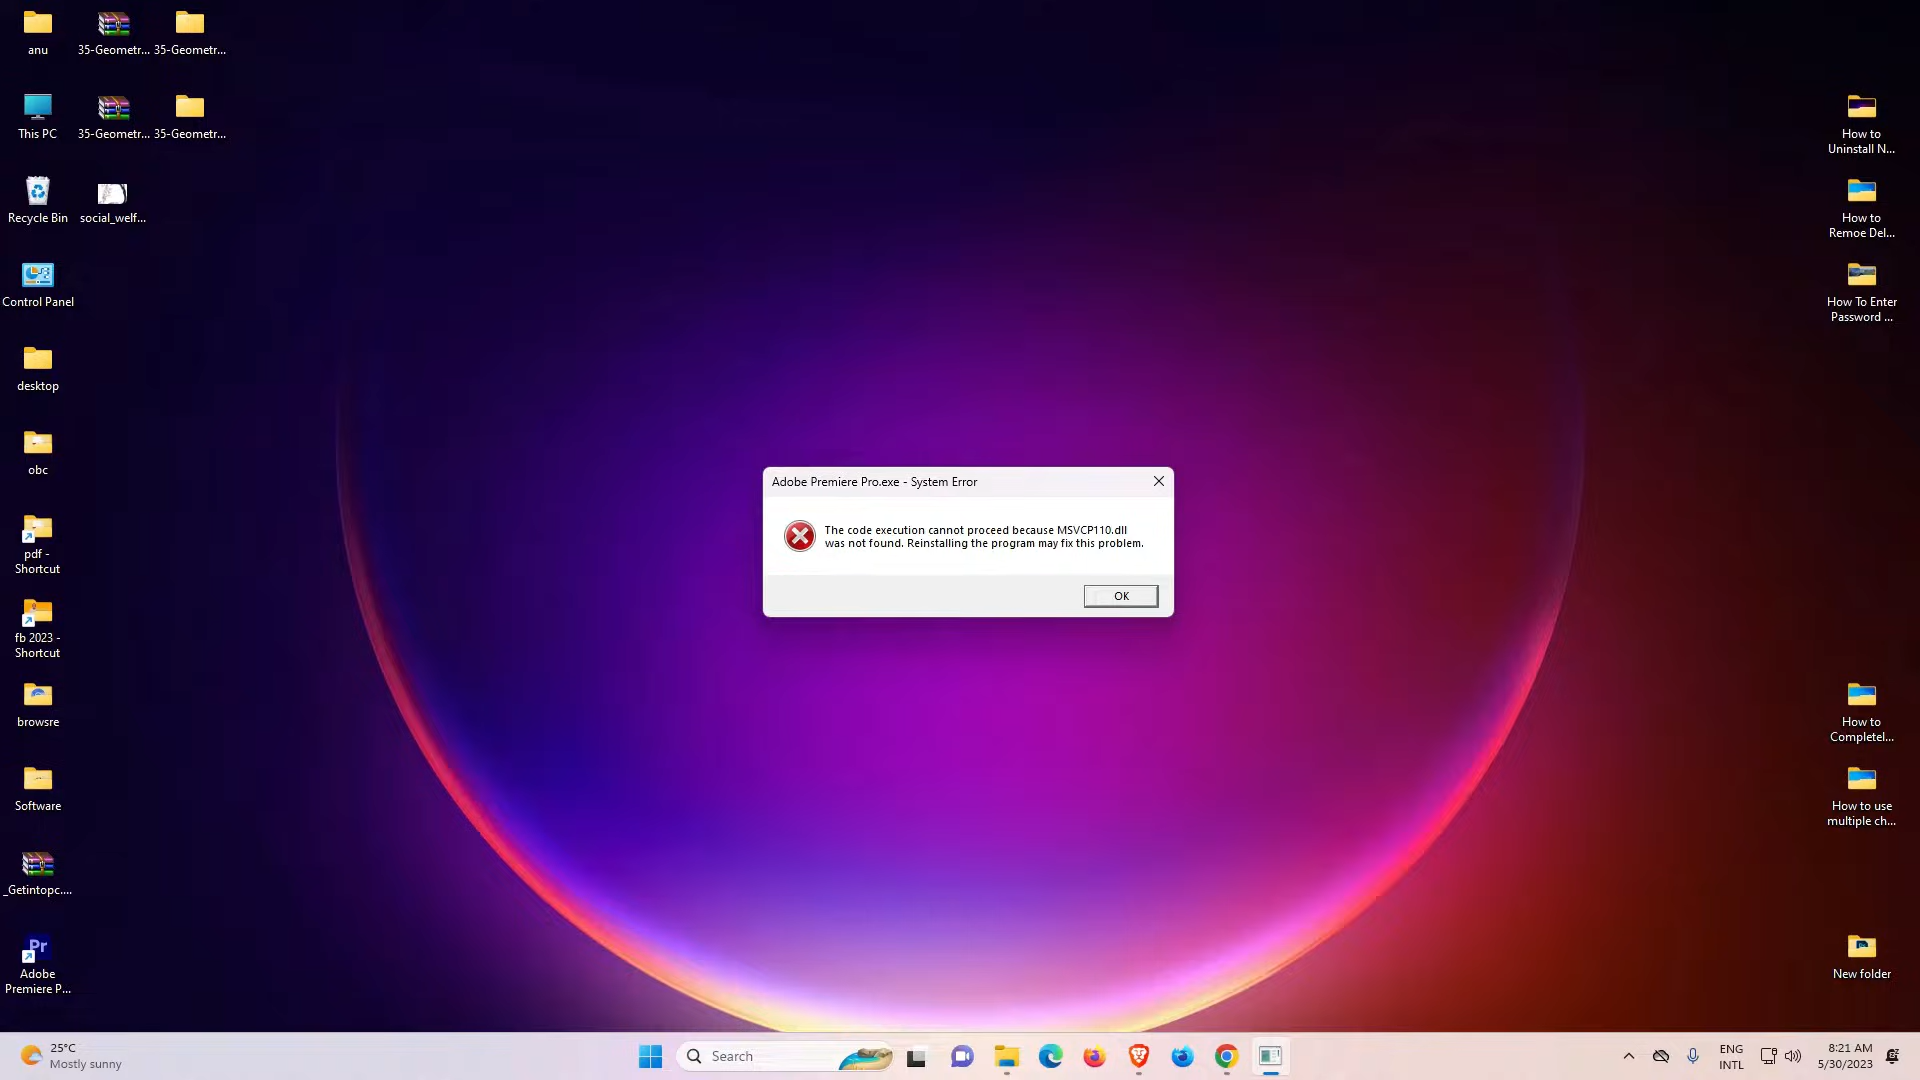 anu
35-Geometr...
35-Geometr...
This PC
35-Geometr...
35-Geometr...
Recycle Bin
social_welf...
Control Panel
desktop
obc
pdf -
Shortcut
fb 2023 -
Shortcut
browsre
Software
_Getintopc....
Pr
Adobe
Premiere P...
Adobe Premiere Pro.exe - System Error
The code execution cannot proceed because MSVCP110.dll
was not found. Reinstalling the program may fix this problem.
OK
How to
Uninstall N...
How to
Remoe Del...
How To Enter
Password ...
How to
Completel...
How to use
multiple ch...
New folder
25°C
Mostly sunny
Search
ENG
INTL
8:21 AM
5/30/2023